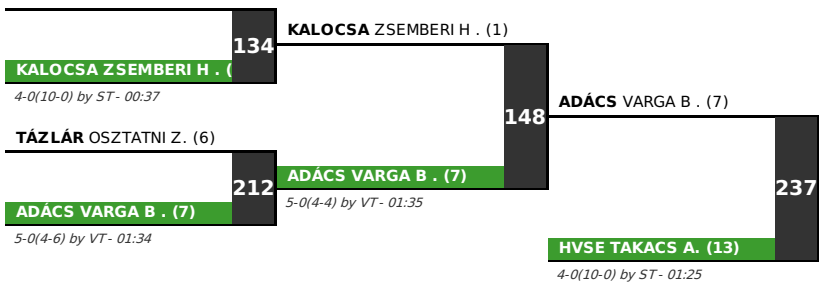 134
KALOCSA ZSEMBERI H . (
4-0(10-0) by ST - 00:37
TÁZLÁR OSZTATNI Z. (6)
212
ADÁCS VARGA B . (7)
5-0(4-6) by VT - 01:34
KALOCSA ZSEMBERI H . (1)
148
ADÁCS VARGA B . (7)
5-0(4-4) by VT - 01:35
ADÁCS VARGA B . (7)
237
HVSE TAKACS A. (13)
4-0(10-0) by ST - 01:25